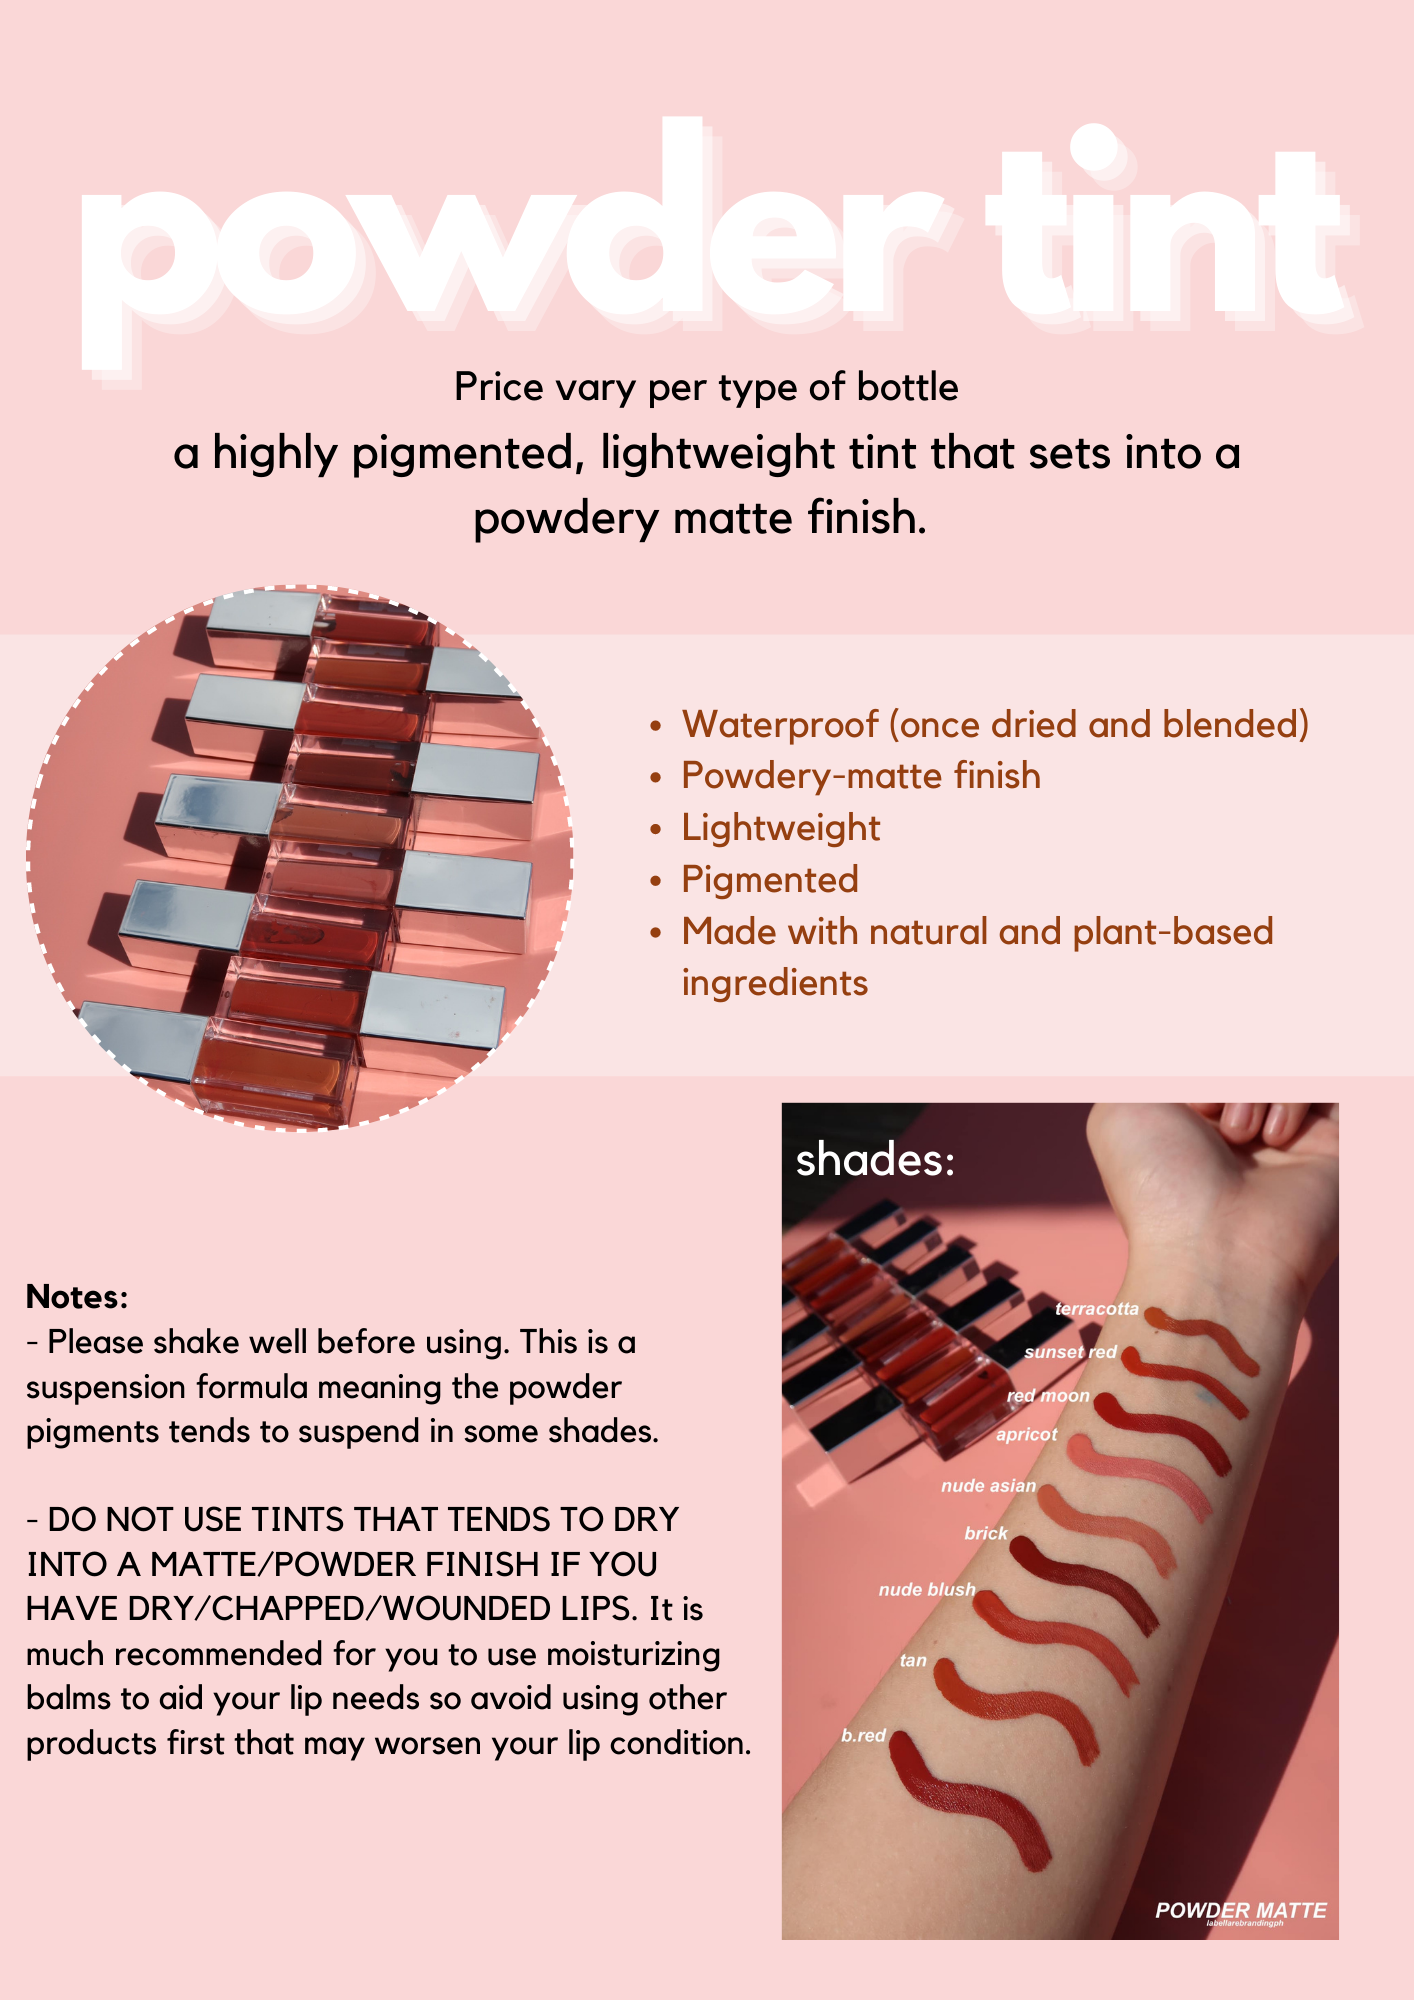 powder tint
Price vary per type of bottle
a highly pigmented, lightweight tint that sets into a
powdery matte finish.
• Waterproof (once dried and blended)
• Powdery-matte finish
• Lightweight
• Pigmented
• Made with natural and plant-based
ingredients
Notes:
- Please shake well before using. This is a
suspension formula meaning the powder
pigments tends to suspend in some shades.
- DO NOT USE TINTS THAT TENDS TO DRY
INTO A MATTE/POWDER FINISH IF YOU
HAVE DRY/CHAPPED/WOUNDED LIPS. It is
much recommended for you to use moisturizing
balms to aid your lip needs so avoid using other
products first that may worsen your lip condition.
shades:
terracotta
sunset red
red moon
apricot
nude asian
brick
nude blush
tan
b.red
POWDER MATTE
labellarebrandingph